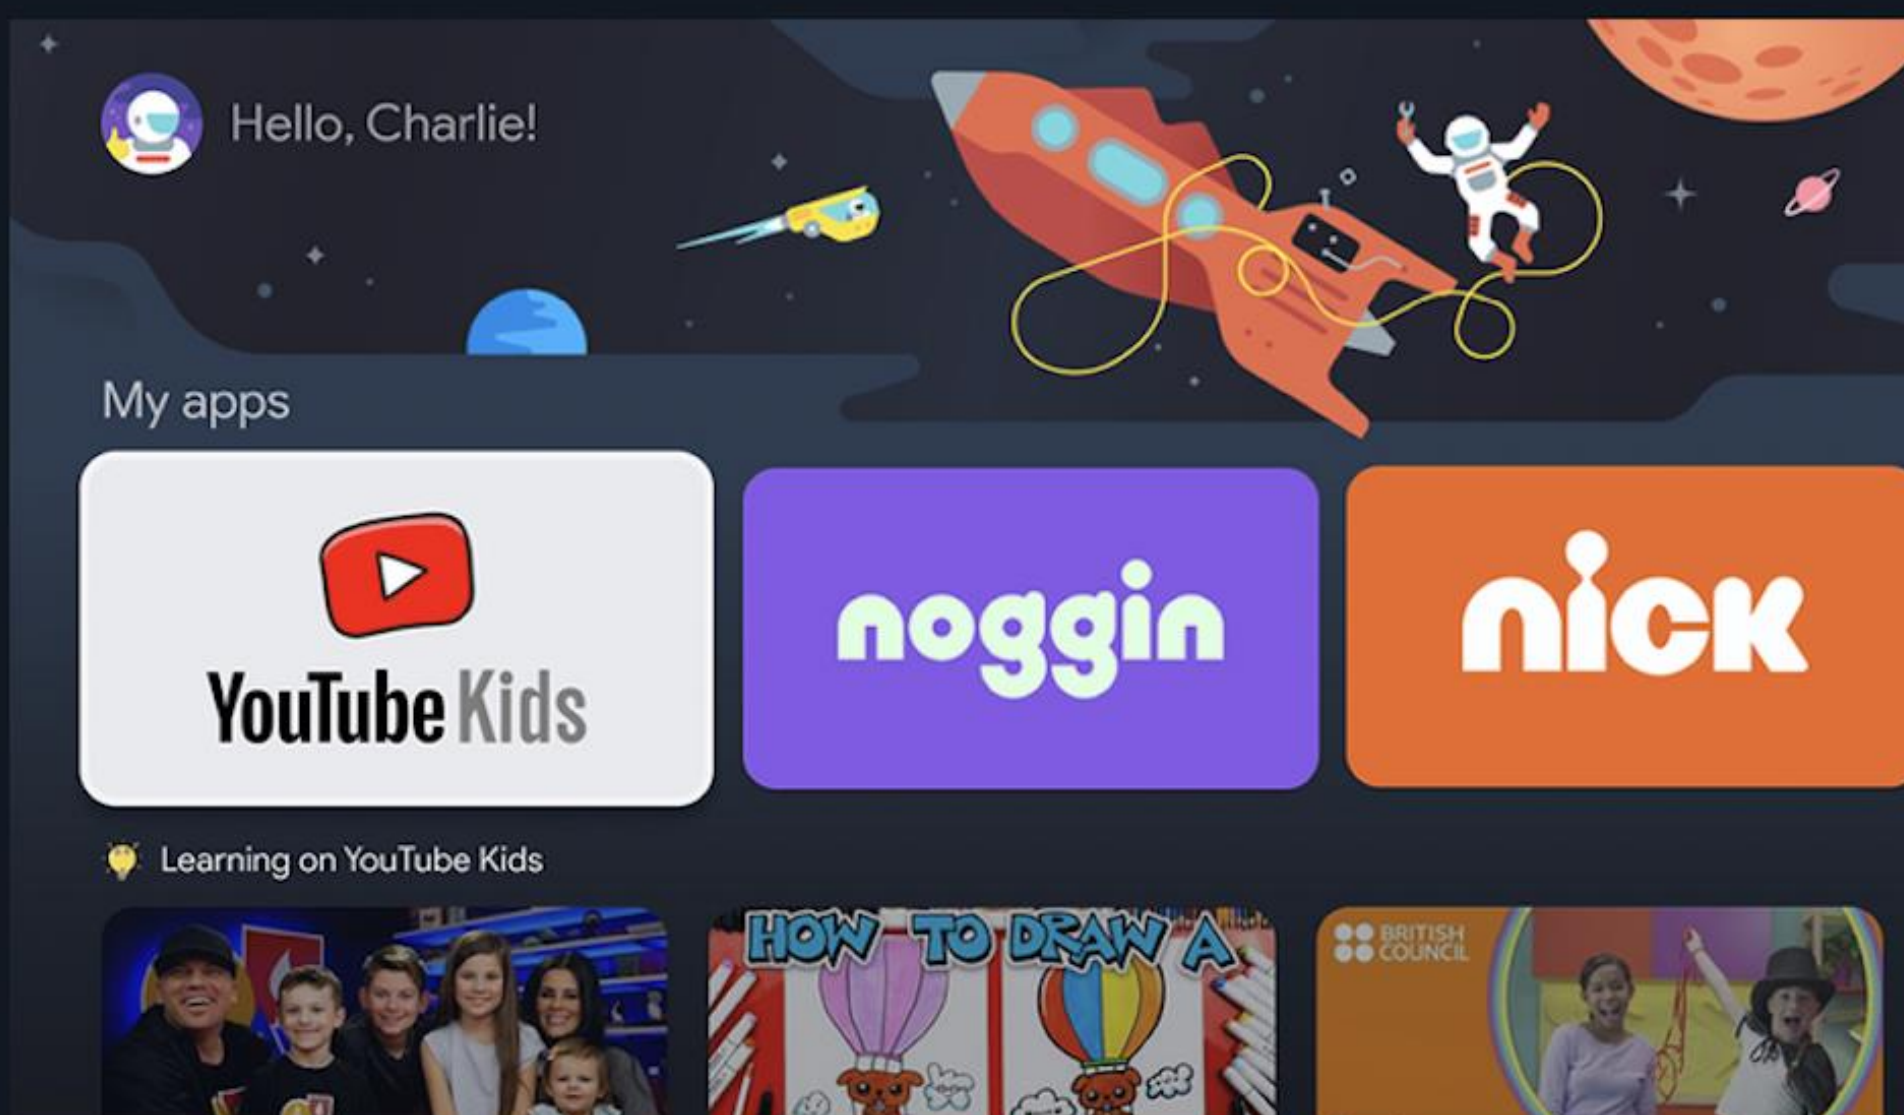 Hello, Charlie!
My apps
YouTube Kids
noggin
nick
Learning on YouTube Kids
HOW TO DRAW A
BRITISH
COUNCIL